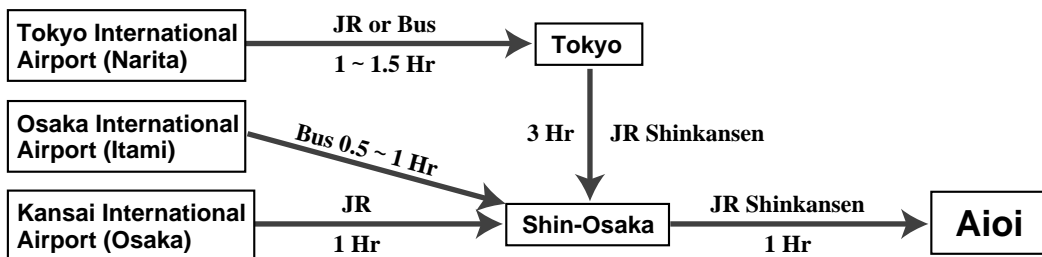 Tokyo International
Airport (Narita)
JR or Bus
1 ~ 1.5 Hr
Tokyo
3 Hr
JR Shinkansen
Osaka International
Airport (Itami)
Bus 0.5 ~ 1 Hr
Kansai International
Airport (Osaka)
JR
1 Hr
Shin-Osaka
JR Shinkansen
1 Hr
Aioi